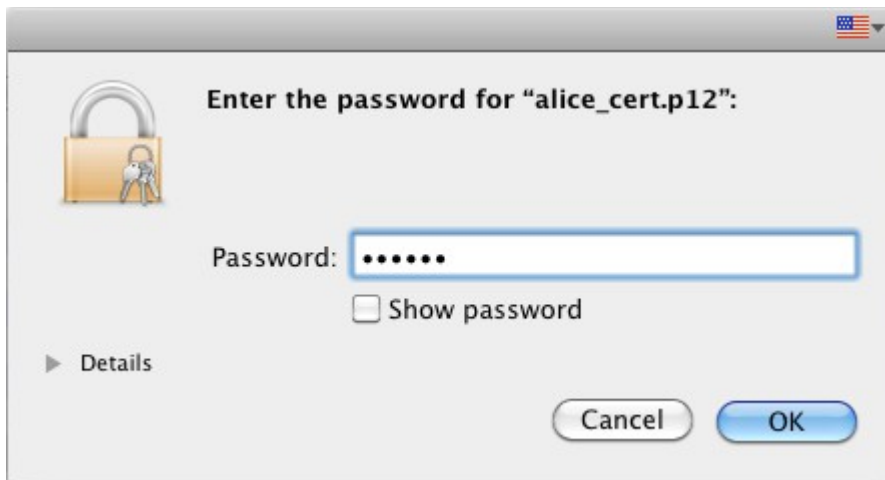 Enter the password for “alice_cert.p12”:
Password: ••••••
Show password
Details
Cancel OK